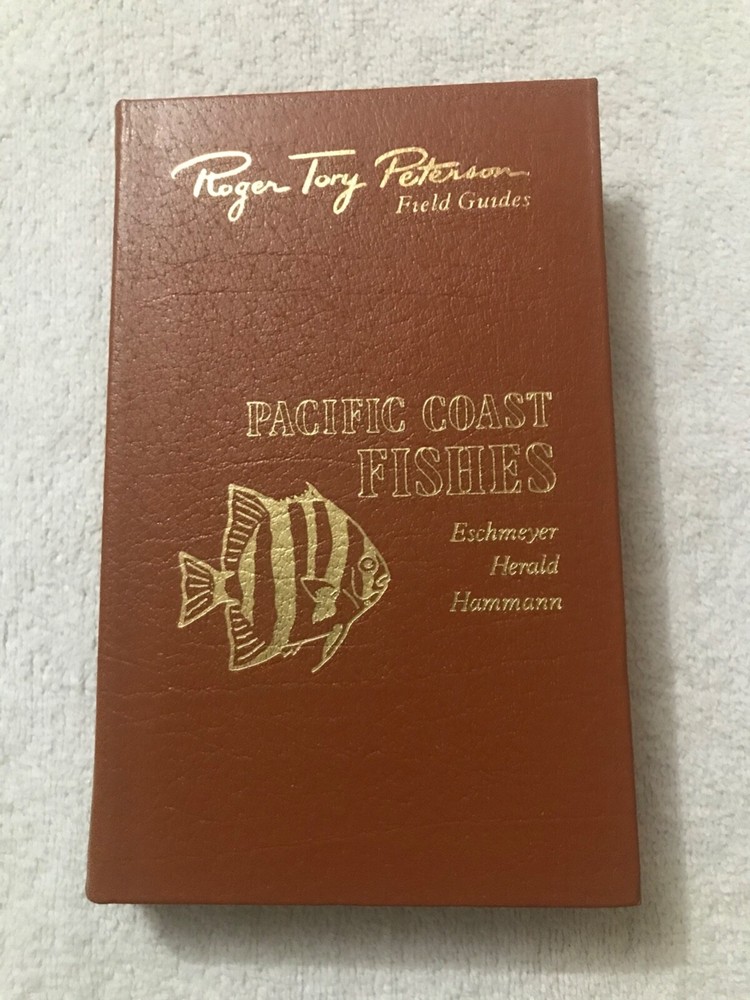 Roger Tory Peterson
Field Guides
PACIFIC COAST
FISHES
Eschmeyer
Herald
Hammann